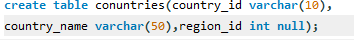 create table conuntries(country_id varchar(10),
country_name varchar(50),region_id int null);